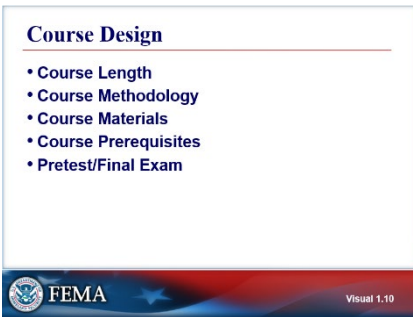 Course Design
• Course Length
• Course Methodology
• Course Materials
• Course Prerequisites
• Pretest/Final Exam
FEMA
Visual 1.10